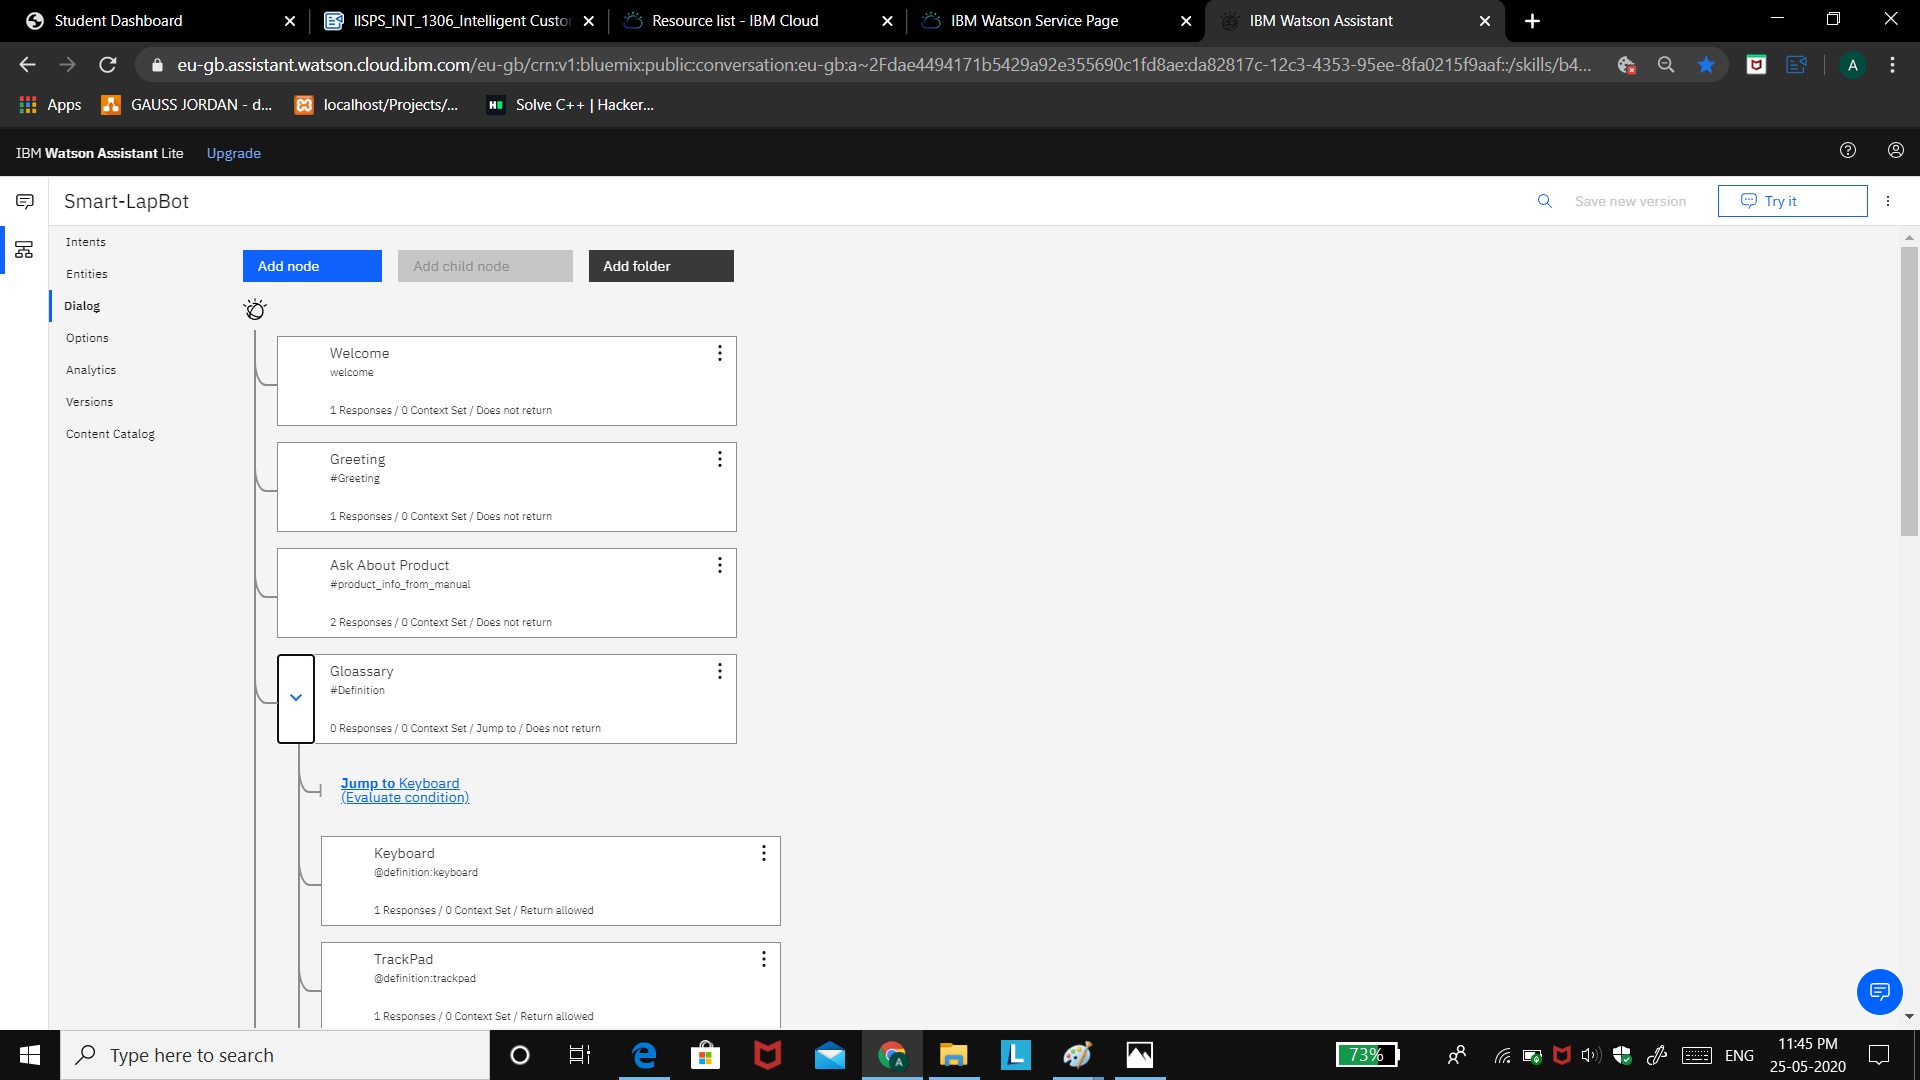 Student Dashboard
IISPS_INT_1306_Intelligent Custor
Resource list - IBM Cloud
IBM Watson Service Page
IBM Watson Assistant
eu-gb.assistant.watson.cloud.ibm.com/eu-gb/crn:v1:bluemix:public:conversation:eu-gb:a~2Fdae4494171b5429a92e355690c1fd8ae:da82817c-12c3-4353-95ee-8fa0215f9aaf::/skills/b4...
A
Apps
GAUSS JORDAN - d...
localhost/Projects/...
Solve C++ | Hacker...
IBM Watson Assistant Lite
Upgrade
Smart-LapBot
Save new version
Try it
Intents
Entities
Dialog
Options
Analytics
Versions
Content Catalog
Add node
Add child node
Add folder
Welcome
welcome
1 Responses / 0 Context Set / Does not return
Greeting
#Greeting
1 Responses / 0 Context Set / Does not return
Ask About Product
#product_info_from_manual
2 Responses / 0 Context Set / Does not return
Gloassary
#Definition
0 Responses / 0 Context Set / Jump to / Does not return
Jump to Keyboard
(Evaluate condition)
Keyboard
@definition:keyboard
1 Responses / 0 Context Set / Return allowed
TrackPad
@definition:trackpad
1 Responses / 0 Context Set / Return allowed
Type here to search
73%
ENG
11:45 PM
25-05-2020